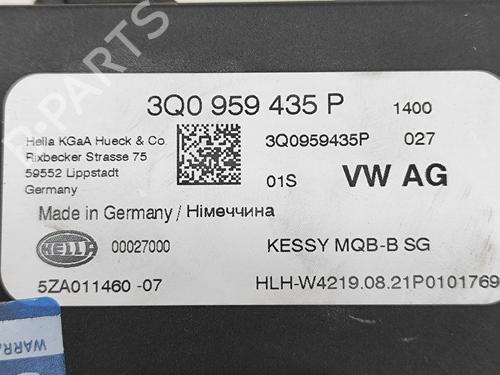 3Q0 959 435 P 1400
Hella KGaA Hueck & Co.
Rixbecker Strasse 75
59552 Lippstadt
Germany
3Q0959435P 027
01S VW AG
Made in Germany / Німеччина
HELLA 00027000 KESSY MQB-B SG
5ZA011460 -07 HLH-W4219.08.21P0101769
B-PARTS